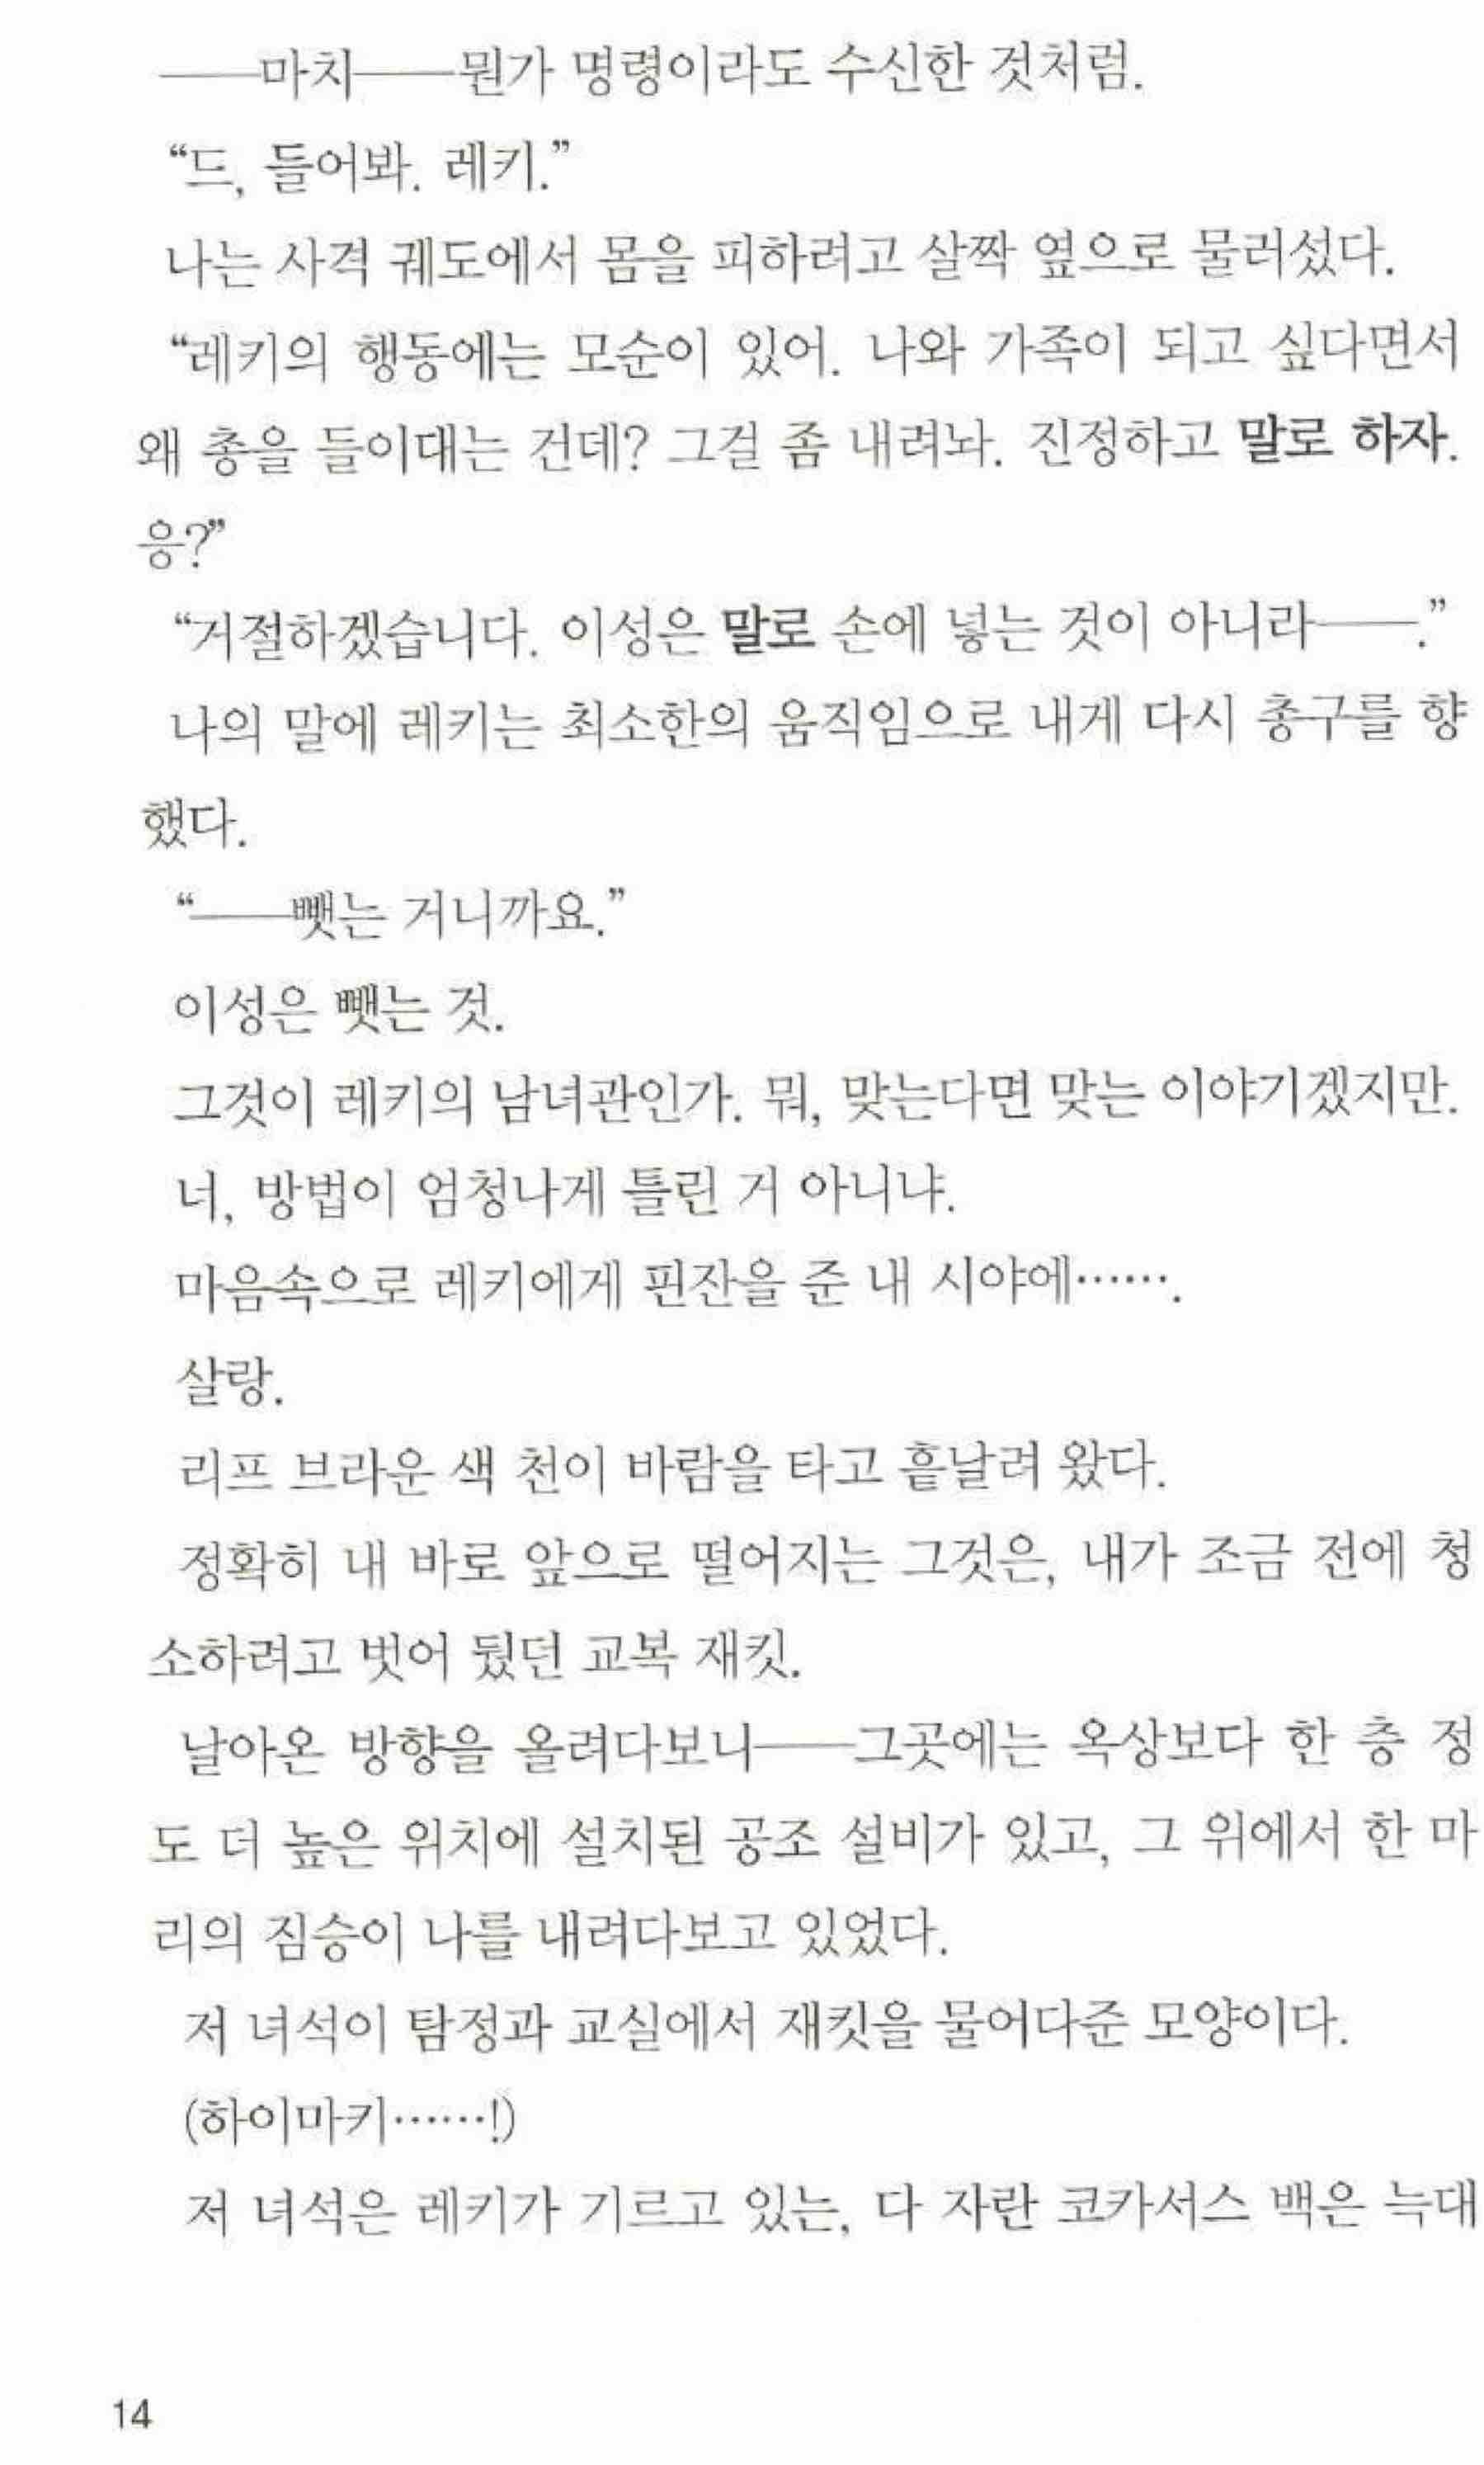 ——마치——뭔가 명령이라도 수신한 것처럼.
“드, 들어봐. 레키.”
나는 사격 궤도에서 몸을 피하려고 살짝 옆으로 물러섰다.
“레키의 행동에는 모순이 있어. 나와 가족이 되고 싶다면서
왜 총을 들이대는 건데? 그걸 좀 내려놔. 진정하고 말로 하자.
응?”
“거절하겠습니다. 이성은 말로 손에 넣는 것이 아니라——.”
나의 말에 레키는 최소한의 움직임으로 내게 다시 총구를 향
했다.
“——뺏는 거니까요.”
이성은 뺏는 것.
그것이 레키의 남녀관인가. 뭐, 맞는다면 맞는 이야기겠지만.
너, 방법이 엄청나게 틀린 거 아니냐.
마음속으로 레키에게 핀잔을 준 내 시야에…….
살랑.
리프 브라운 색 천이 바람을 타고 흩날려 왔다.
정확히 내 바로 앞으로 떨어지는 그것은, 내가 조금 전에 청
소하려고 벗어 뒀던 교복 재킷.
날아온 방향을 올려다보니——그곳에는 옥상보다 한 층 정
도 더 높은 위치에 설치된 공조 설비가 있고, 그 위에서 한 마
리의 짐승이 나를 내려다보고 있었다.
저 녀석이 탐정과 교실에서 재킷을 물어다준 모양이다.
(하이마키……!)
저 녀석은 레키가 기르고 있는, 다 자란 코카서스 백은 늑대
14